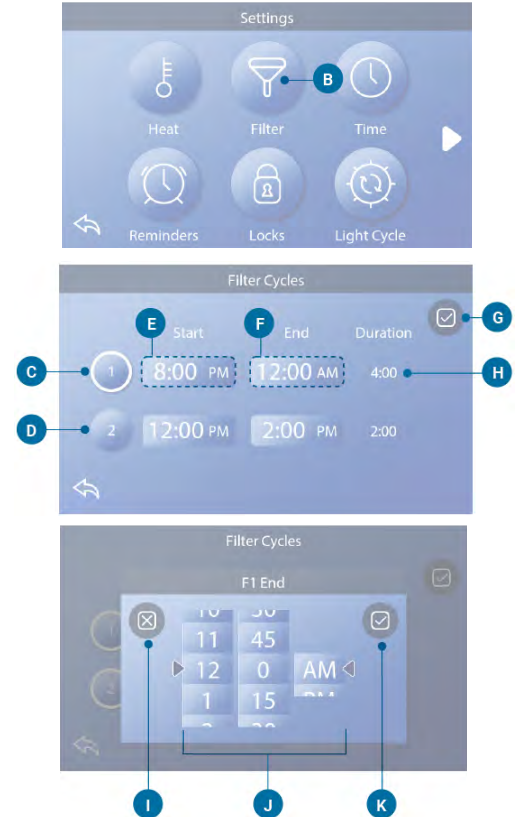 Settings
B
Heat Filter Time
Reminders Locks Light Cycle
Filter Cycles
E F G
Start End Duration
C 1 8:00 PM 12:00 AM 4:00 H
D 2 12:00 PM 2:00 PM 2:00
Filter Cycles
F1 End
11 45
12 0 AM
1 15
I J K